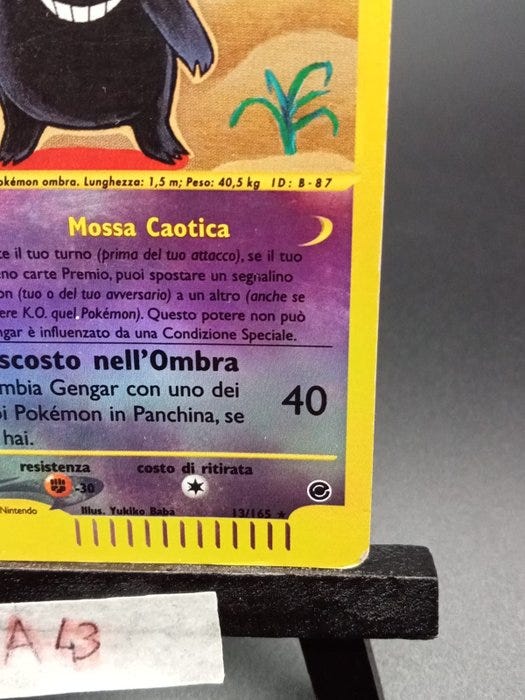 okémon ombra. Lunghezza: 1,5 m; Peso: 40,5 kg ID: B-87
Mossa Caotica
te il tuo turno (prima del tuo attacco), se il tuo
no carte Premio, puoi spostare un segnalino
on (tuo o del tuo avversario) a un altro (anche se
ere K.O. quel Pokémon). Questo potere non può
ngar è influenzato da una Condizione Speciale.
scosto nell'Ombra
mbia Gengar con uno dei
oi Pokémon in Panchina, se
hai.
40
resistenza costo di ritirata
-30
Nintendo Illus. Yukiko Baba 13/165 ★
A 43